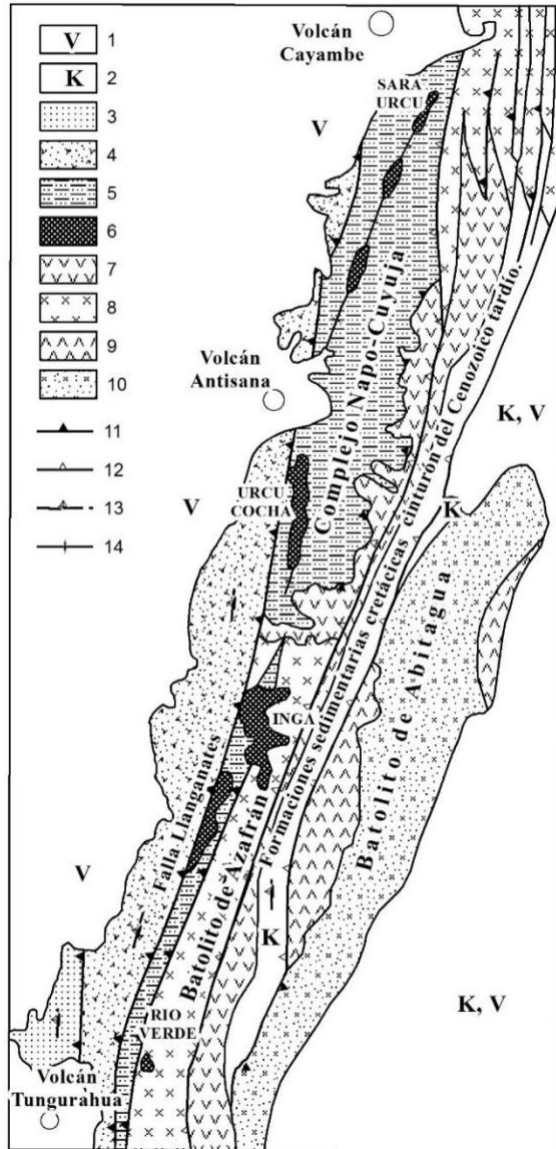 V 1
K 2
3
4
5
6
7
8
9
10
11
12
13
14
Volcán
Cayambe
SARA
URCU
V
Volcán
Antisana
Complejo Napo-Cuyuja
K, V
V
URCU
COCHA
K
Formaciones sedimentarias cretácicas cinturón del Cenozoico tardío.
Batolito de Abitagua
INGA
Falla Llanganates
Batolito de Azafrán
V
K
K, V
RIO
VERDE
Volcán
Tungurahua